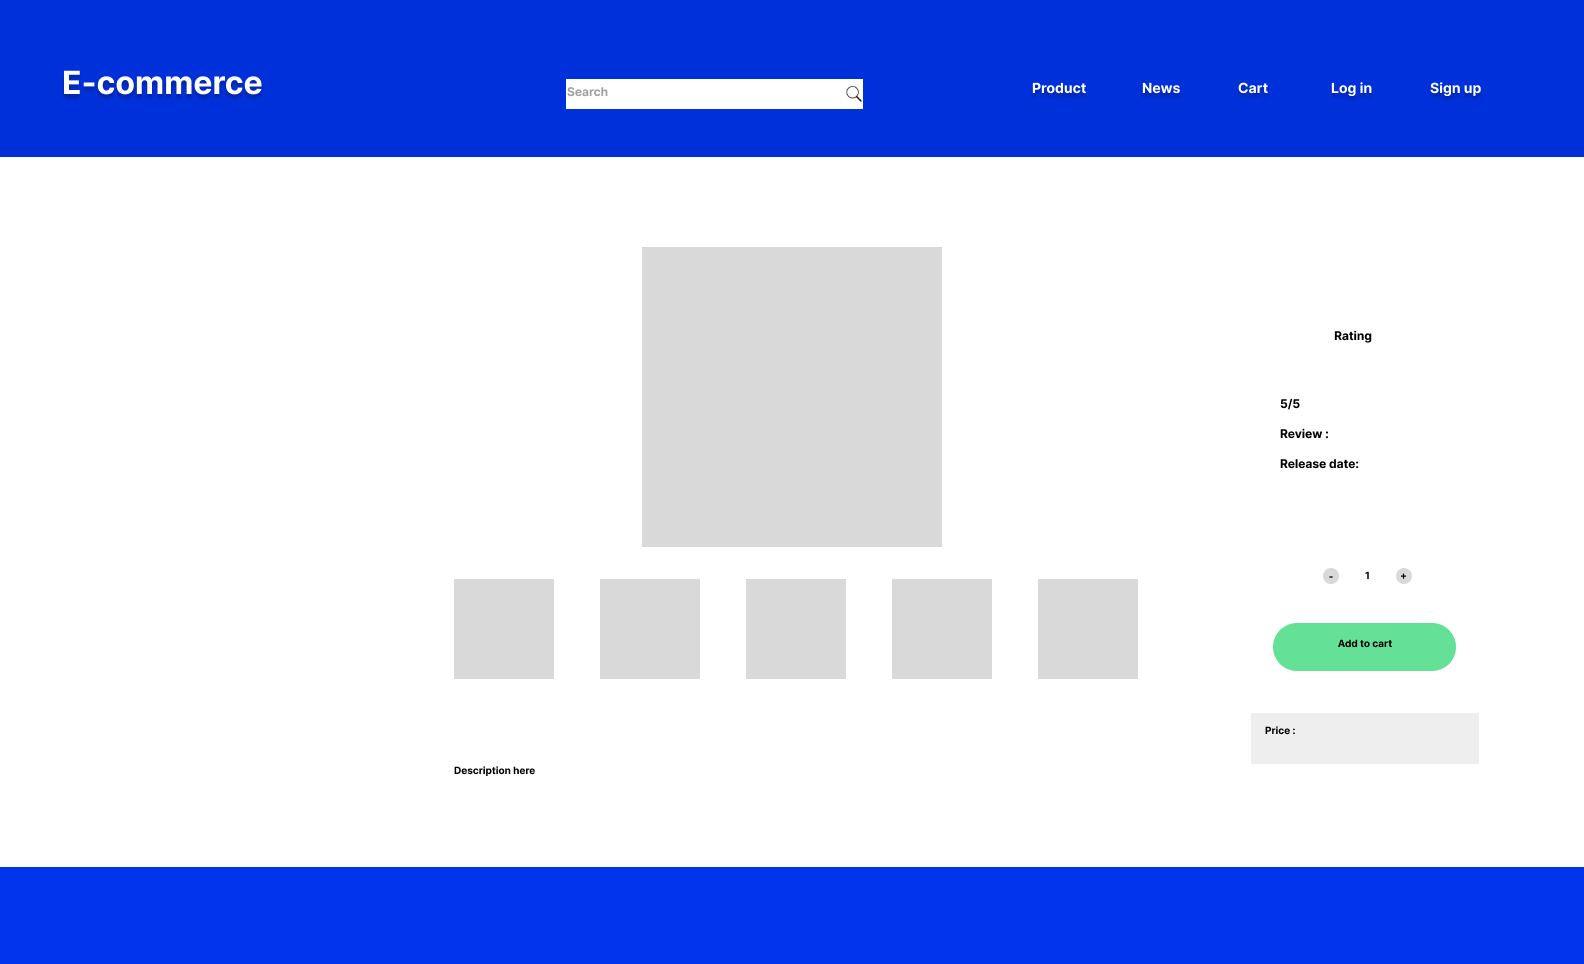 E-commerce
Search
Product
News
Cart
Log in
Sign up
Rating
5/5
Review :
Release date:
- 1 +
Add to cart
Price :
Description here